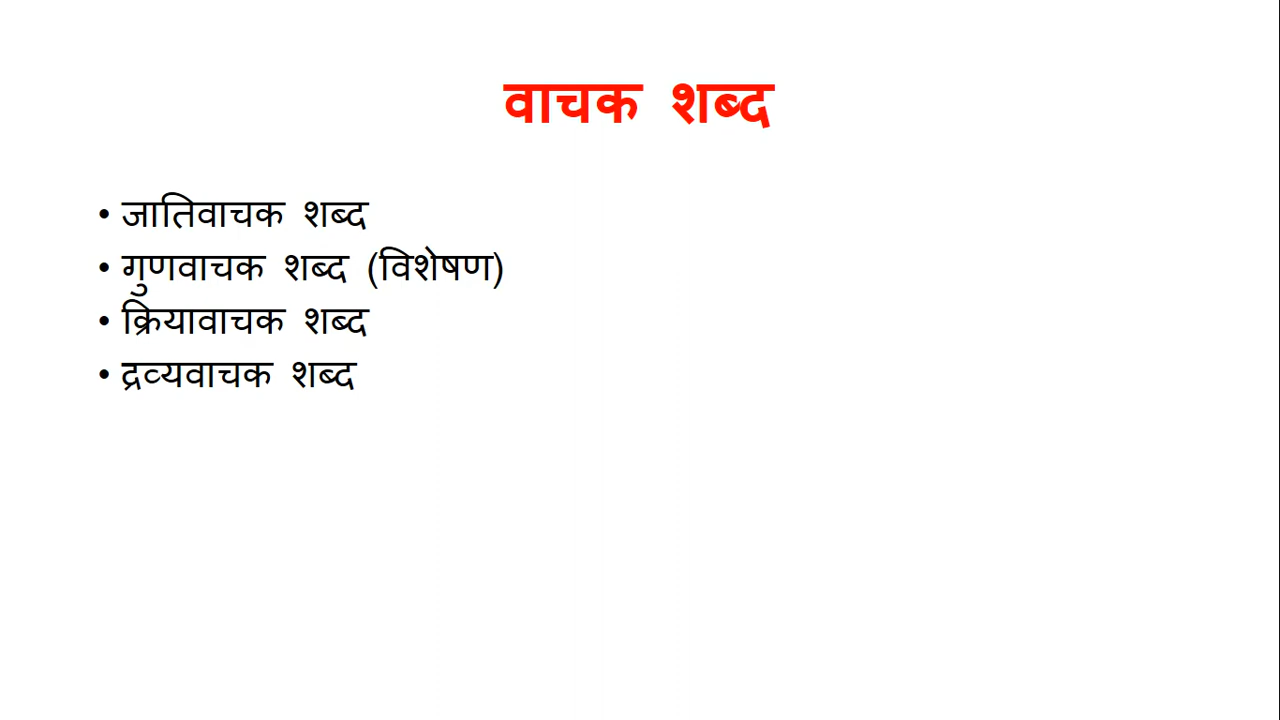 वाचक शब्द
• जातिवाचक शब्द
• गुणवाचक शब्द (विशेषण)
• क्रियावाचक शब्द
• द्रव्यवाचक शब्द